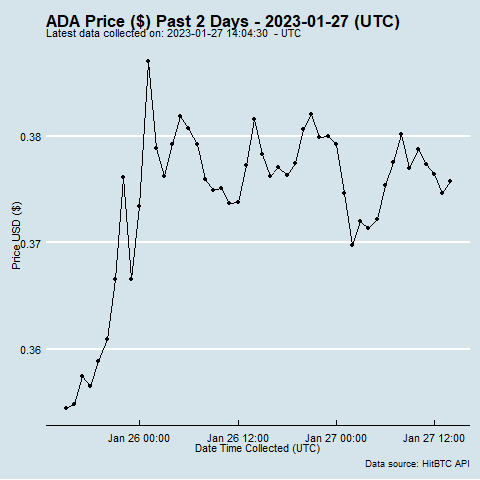 ADA Price ($) Past 2 Days - 2023-01-27 (UTC)
Latest data collected on: 2023-01-27 14:04:30 - UTC
0.38
0.37
0.36
Price USD ($)
Jan 26 00:00 Jan 26 12:00 Jan 27 00:00 Jan 27 12:00
Date Time Collected (UTC)
Data source: HitBTC API